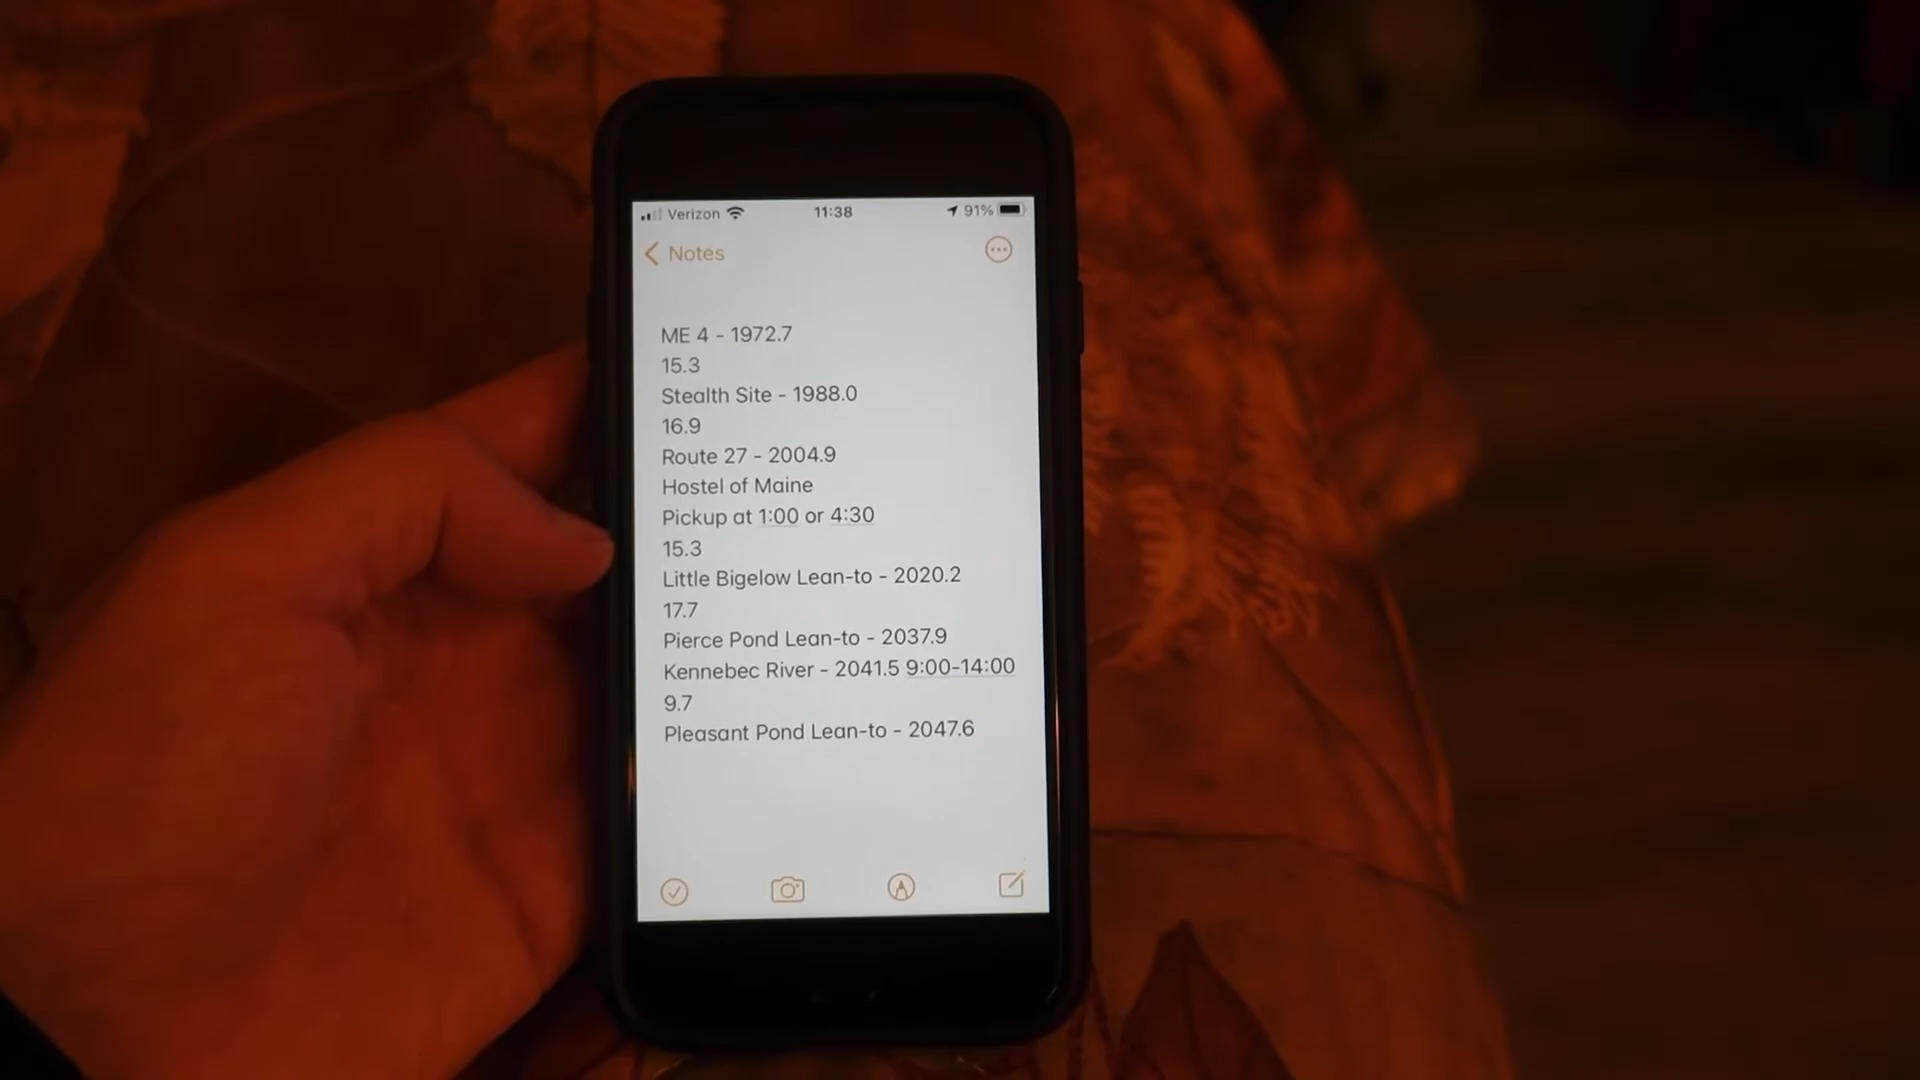 Verizon 11:38 91%
Notes
ME 4 - 1972.7
15.3
Stealth Site - 1988.0
16.9
Route 27 - 2004.9
Hostel of Maine
Pickup at 1:00 or 4:30
15.3
Little Bigelow Lean-to - 2020.2
17.7
Pierce Pond Lean-to - 2037.9
Kennebec River - 2041.5 9:00-14:00
9.7
Pleasant Pond Lean-to - 2047.6